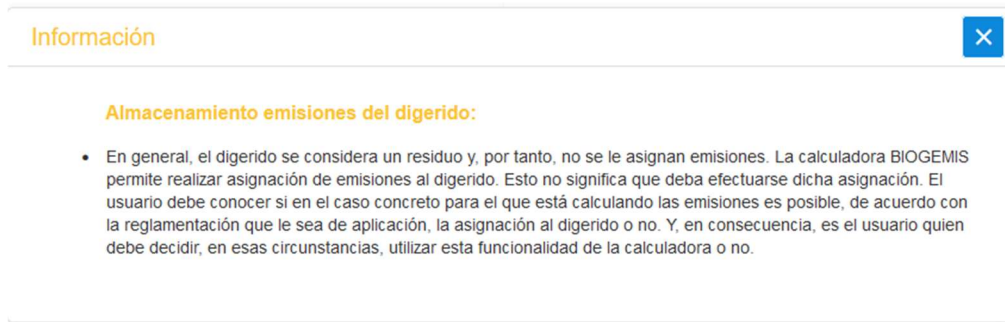 Información
Almacenamiento emisiones del digerido:
• En general, el digerido se considera un residuo y, por tanto, no se le asignan emisiones. La calculadora BIOGEMIS
permite realizar asignación de emisiones al digerido. Esto no significa que deba efectuarse dicha asignación. El
usuario debe conocer si en el caso concreto para el que está calculando las emisiones es posible, de acuerdo con
la reglamentación que le sea de aplicación, la asignación al digerido o no. Y, en consecuencia, es el usuario quien
debe decidir, en esas circunstancias, utilizar esta funcionalidad de la calculadora o no.